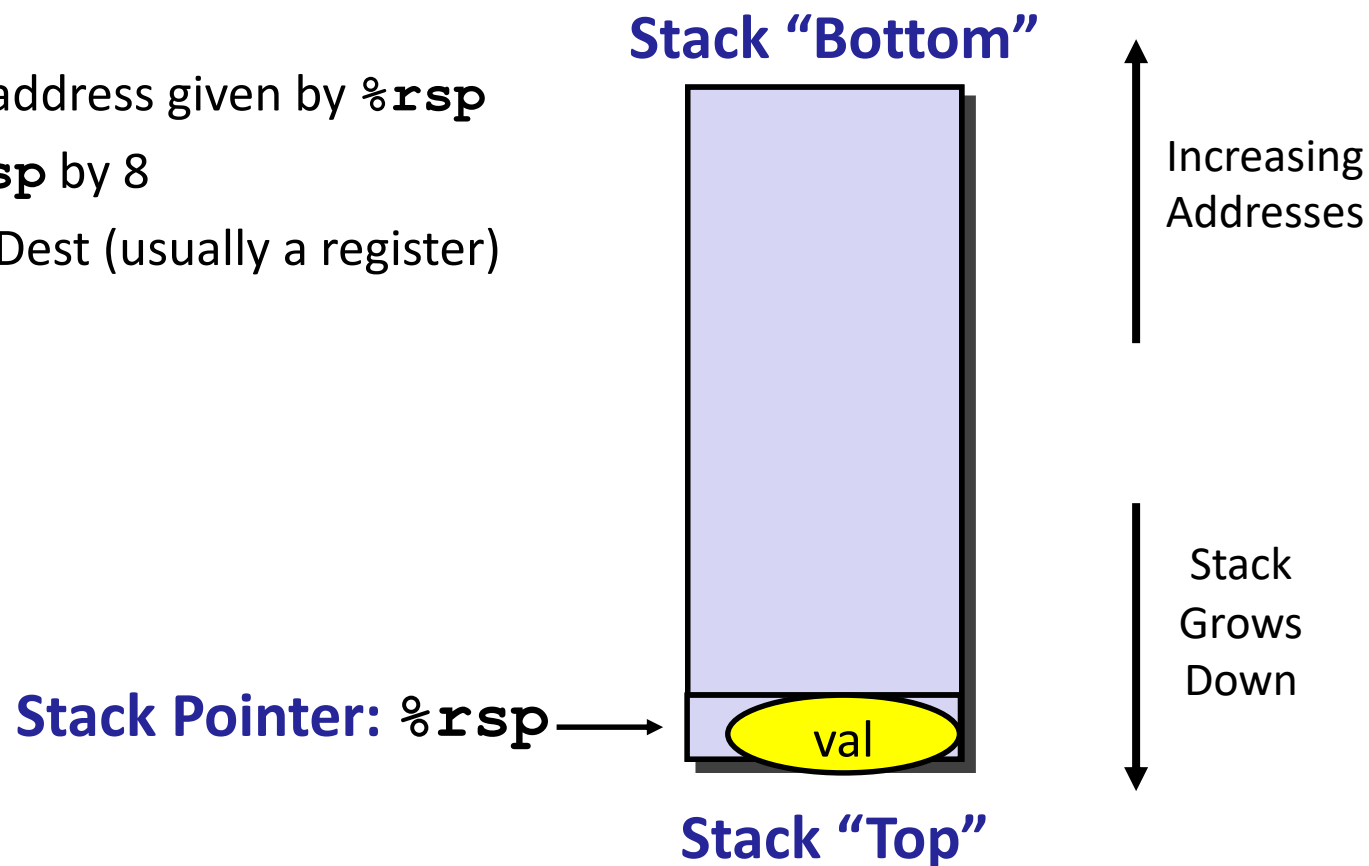 Stack “Bottom”
address given by %rsp
sp by 8
Dest (usually a register)
Increasing
Addresses
Stack
Grows
Down
Stack Pointer: %rsp
val
Stack “Top”